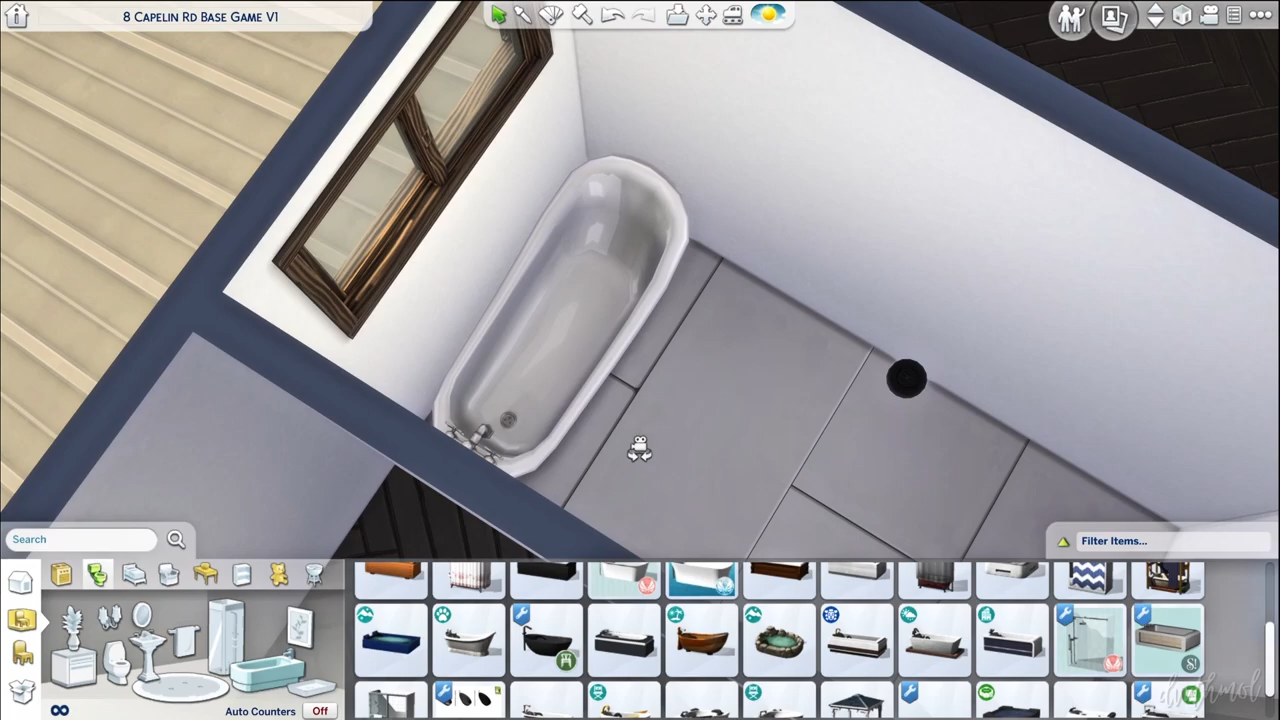 8 Capelin Rd Base Game V1
Search
Filter Items...
Auto Counters Off